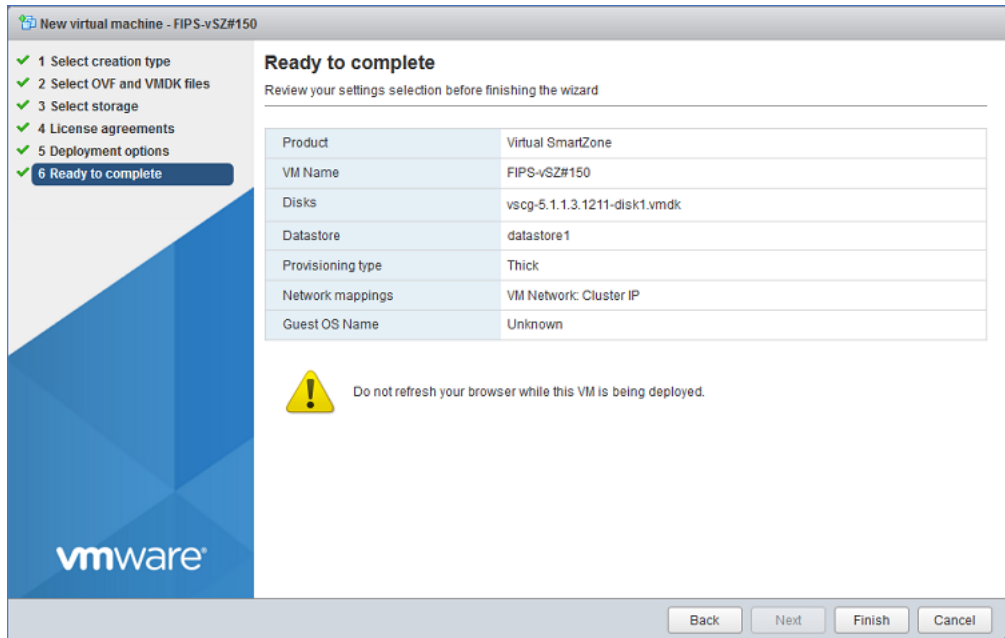 New virtual machine - FIPS-vSZ#150
1 Select creation type
2 Select OVF and VMDK files
3 Select storage
4 License agreements
5 Deployment options
6 Ready to complete
vmware®
Ready to complete
Review your settings selection before finishing the wizard
Product Virtual SmartZone
VM Name FIPS-vSZ#150
Disks vscg-5.1.1.3.1211-disk1.vmdk
Datastore datastore1
Provisioning type Thick
Network mappings VM Network: Cluster IP
Guest OS Name Unknown
Do not refresh your browser while this VM is being deployed.
Back Next Finish Cancel